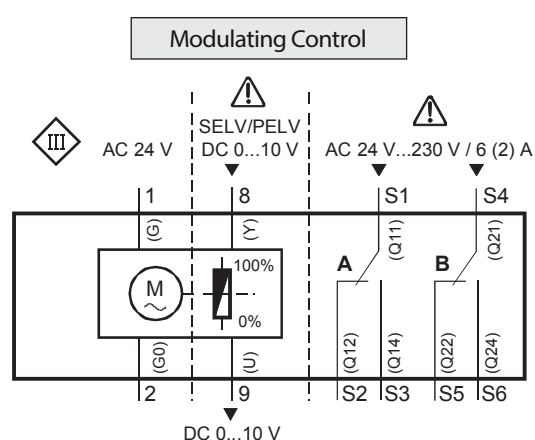 Modulating Control
III
AC 24 V
SELV/PELV
DC 0...10 V
AC 24 V...230 V / 6 (2) A
1
8
S1
S4
(G)
(Y)
(Q11)
(Q21)
A
B
100%
M
0%
(G0)
(U)
(Q12)
(Q14)
(Q22)
(Q24)
2
9
S2
S3
S5
S6
DC 0...10 V